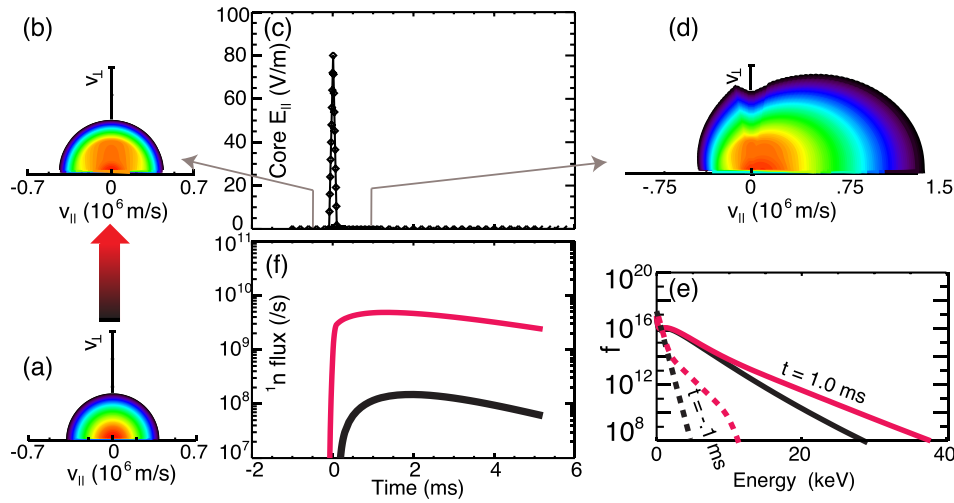 (b)
v⊥
-0.7 0 0.7
v|| (10⁶ m/s)
(a)
v⊥
-0.7 0 0.7
v|| (10⁶ m/s)
(c)
Core E|| (V/m)
100
80
60
40
20
0
(f)
¹n flux (/s)
10¹¹
10¹⁰
10⁹
10⁸
10⁷
-2 0 2 4 6
Time (ms)
(d)
v⊥
-.75 0 .75 1.5
v|| (10⁶ m/s)
(e)
f
10²⁰
10¹⁶
10¹²
10⁸
t = 1.0 ms
t = -.1 ms
0 20 40
Energy (keV)